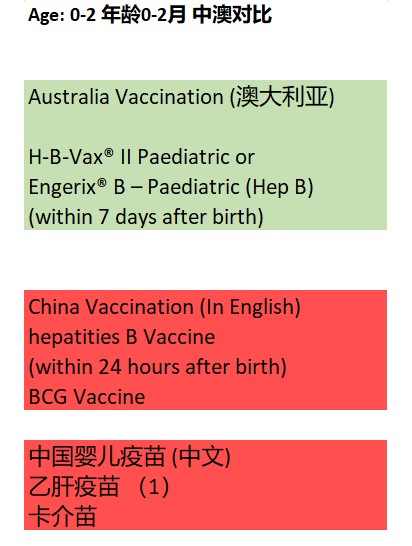 Age: 0-2 年龄0-2月 中澳对比
Australia Vaccination (澳大利亚)
H-B-Vax® II Paediatric or
Engerix® B – Paediatric (Hep B)
(within 7 days after birth)
China Vaccination (In English)
hepatities B Vaccine
(within 24 hours after birth)
BCG Vaccine
中国婴儿疫苗 (中文)
乙肝疫苗 （1）
卡介苗